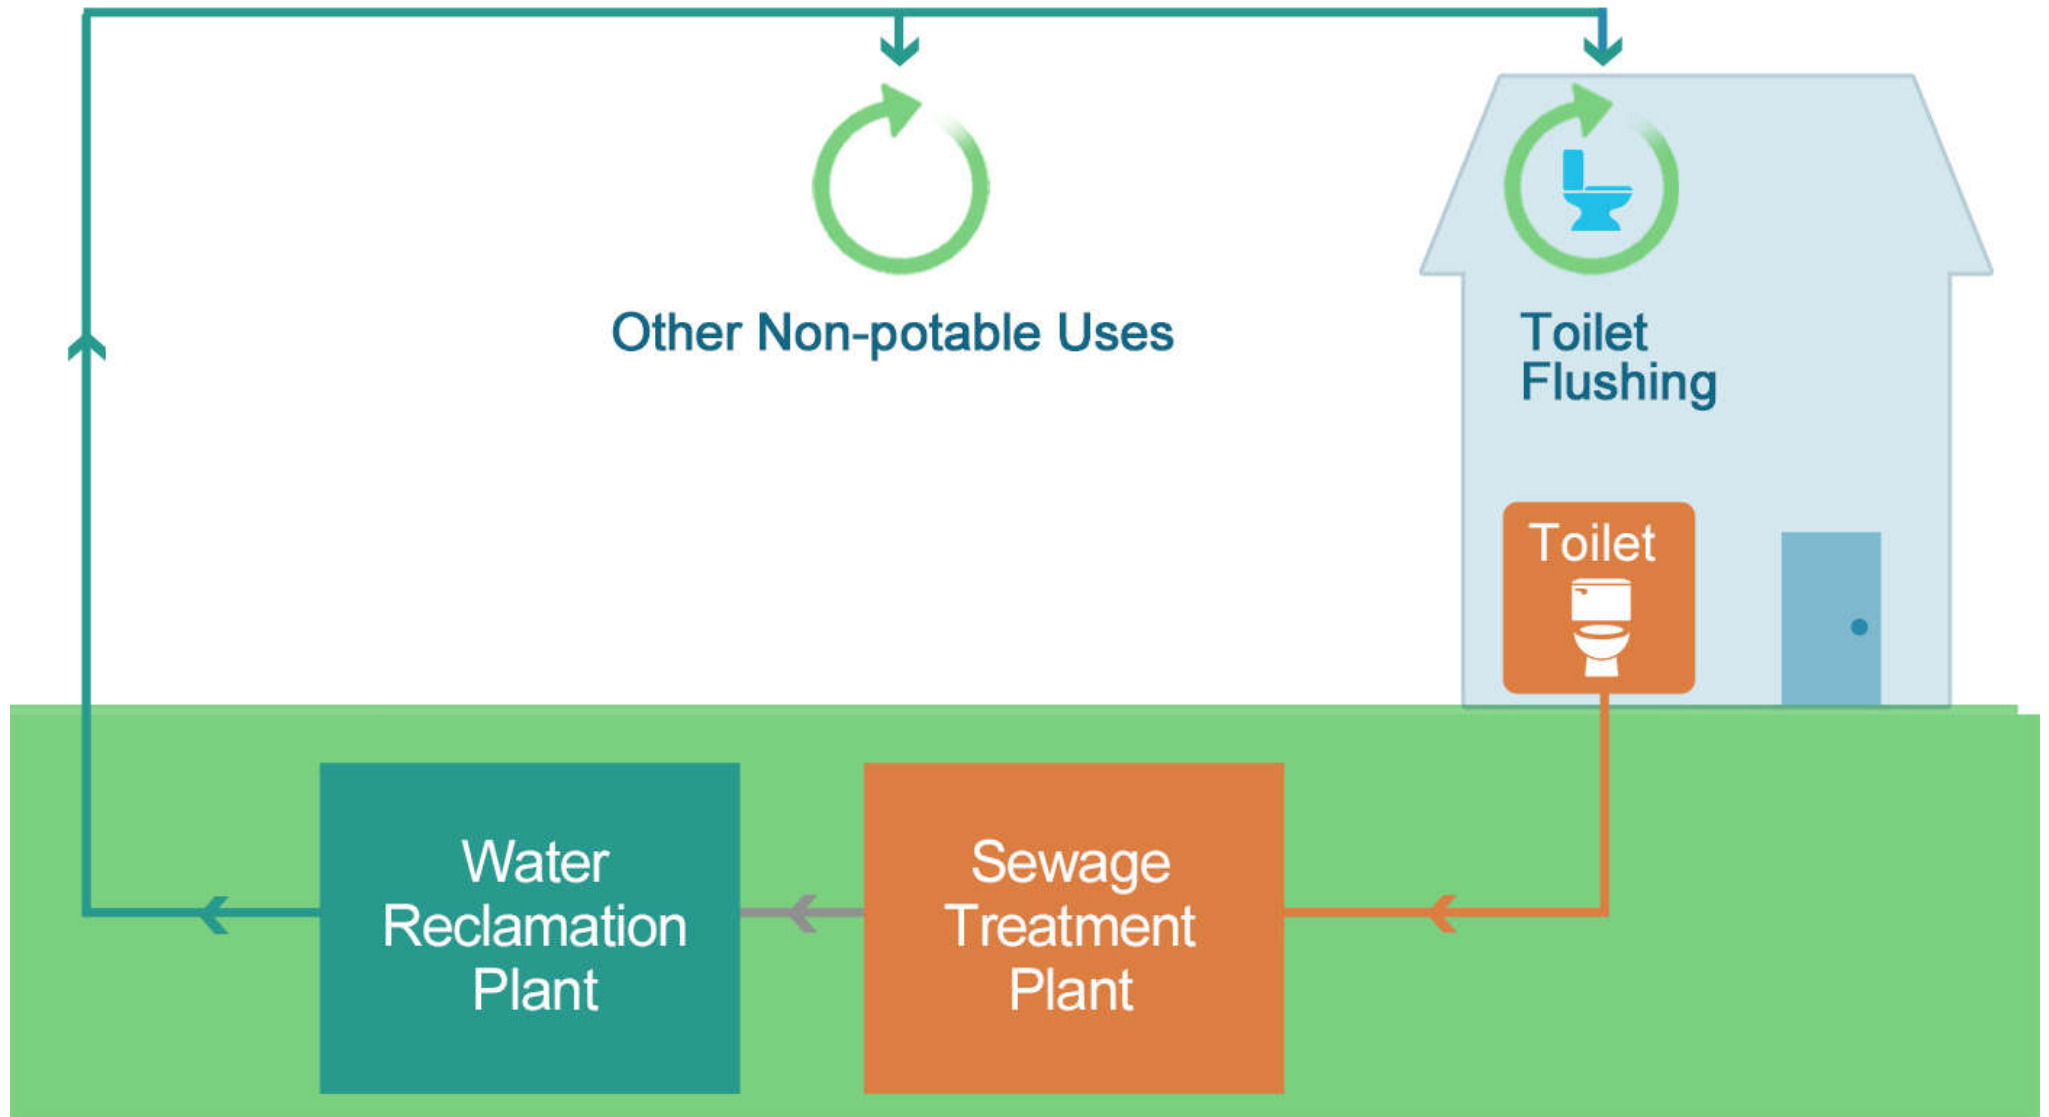 Other Non-potable Uses
Toilet
Flushing
Toilet
Water
Reclamation
Plant
Sewage
Treatment
Plant